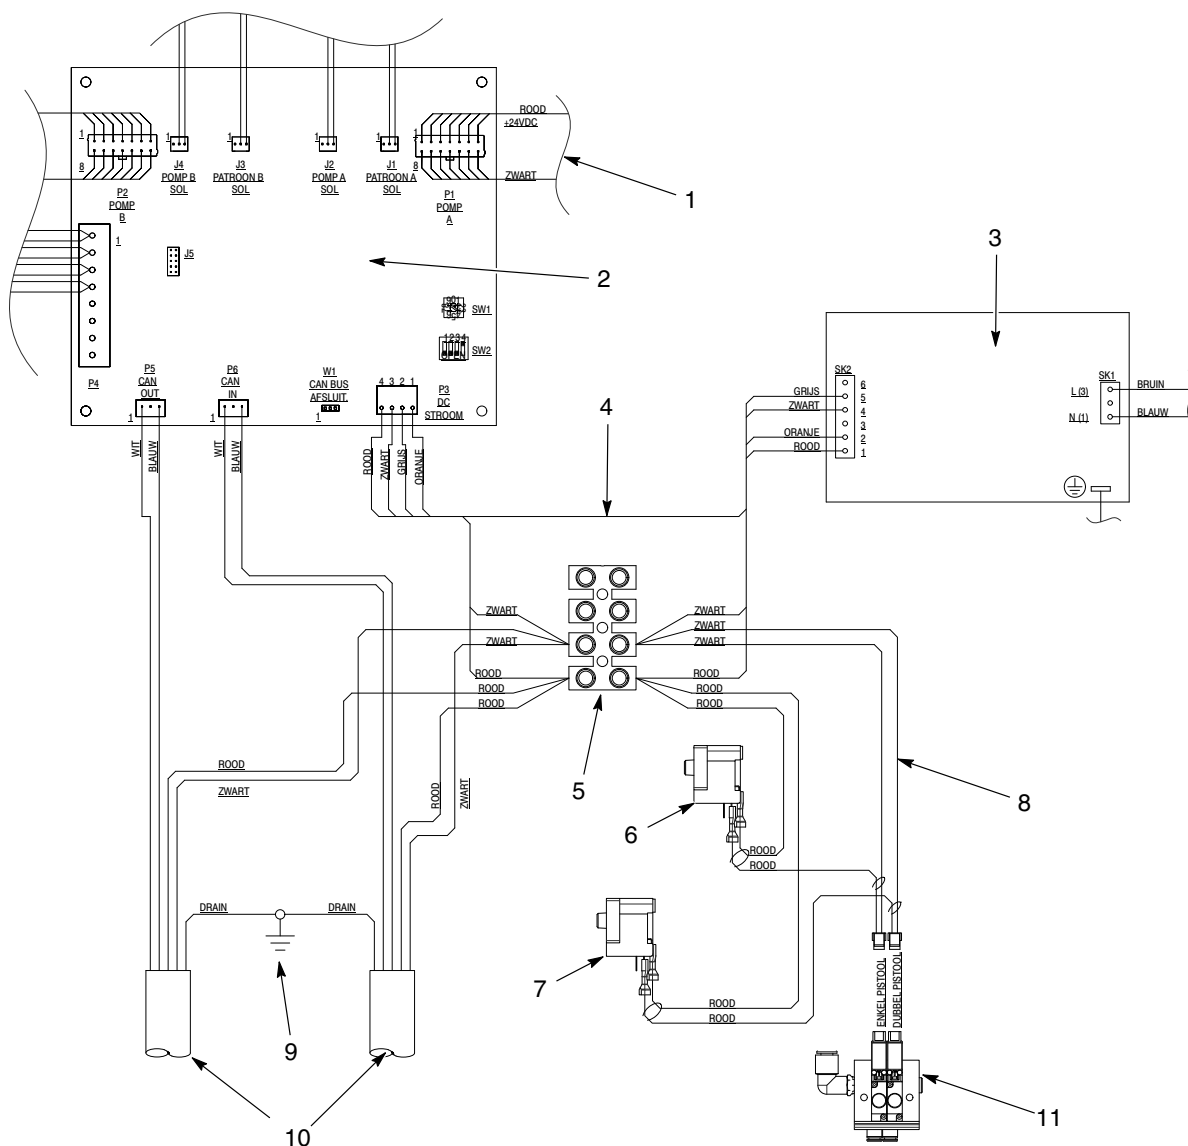 ROOD
+24VDC
1
1
1
1
1
1
8
8
J4
POMP B
SOL
J3
PATROON B
SOL
J2
POMP A
SOL
J1
PATROON A
SOL
ZWART
P2
POMP
B
P1
POMP
A
1
1
J5
2
3
SW1
1234
OPEN
SW2
P4
P5
CAN
OUT
1
P6
CAN
IN
1
W1
CAN BUS
AFSLUIT.
1
4 3 2 1
P3
DC
STROOM
WIT
BLAUW
WIT
BLAUW
ROOD
ZWART
GRIJS
ORANJE
4
SK2
6
5
4
3
2
1
GRIJS
ZWART
ORANJE
ROOD
SK1
L (3)
N (1)
BRUIN
BLAUW
ZWART
ZWART
ZWART
ZWART
ZWART
ROOD
ROOD
ROOD
ROOD
ROOD
ROOD
5
ROOD
ZWART
ROOD
ZWART
6
ROOD
ROOD
8
DRAIN
DRAIN
7
ROOD
ROOD
9
ENKEL PISTOOL
DUBBEL PISTOOL
10
11